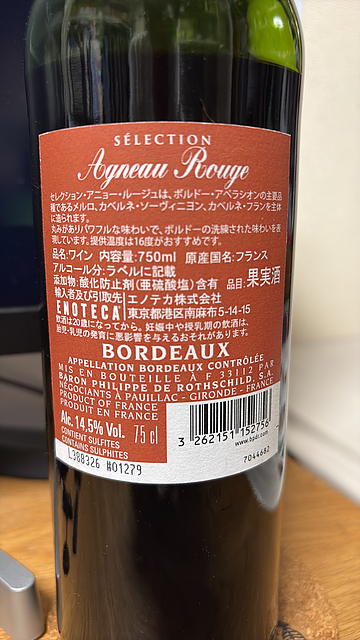 SÉLECTION
Agneau Rouge
セレクション・アニョー・ルージュは、ボルドー・アペラシオンの主要品
種であるメルロ、カベルネ・ソーヴィニヨン、カベルネ・フランを主体
に造られます。
丸みがありパワフルな味わいで、ボルドーの洗練された味わいを表
現しています。提供温度は16度がおすすめです。
品名:ワイン 内容量:750ml 原産国名:フランス
アルコール分:ラベルに記載
添加物:酸化防止剤(亜硫酸塩)含有 品目:果実酒
輸入者及び引取先 エノテカ株式会社
ENOTECA 東京都港区南麻布5-14-15
飲酒は20歳になってから。妊娠中や授乳期の飲酒は、
胎児・乳児の発育に悪影響を与えるおそれがあります。
BORDEAUX
APPELLATION BORDEAUX CONTRÔLÉE
MIS EN BOUTEILLE À F 33112 PAR
BARON PHILIPPE DE ROTHSCHILD, S.A.
NÉGOCIANTS À PAUILLAC - GIRONDE - FRANCE
PRODUCT OF FRANCE
PRODUIT EN FRANCE
Alc. 14,5% Vol. 75 cl
CONTIENT SULFITES
CONTAINS SULPHITES
L388326 #01279
3 262151 152756
www.bpdr.com
7044682